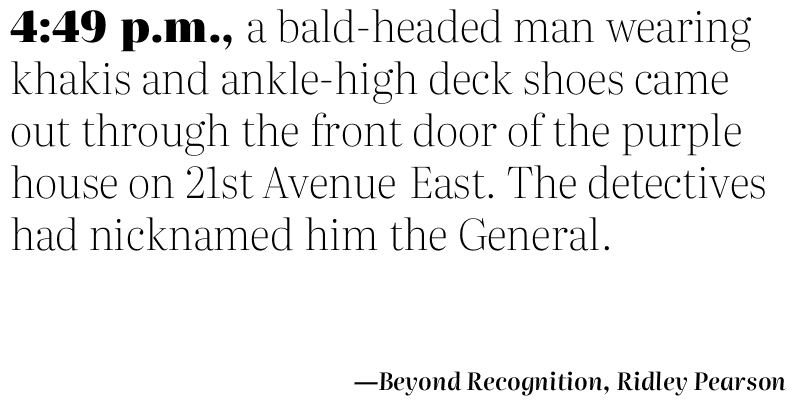 4:49 p.m., a bald-headed man wearing
khakis and ankle-high deck shoes came
out through the front door of the purple
house on 21st Avenue East. The detectives
had nicknamed him the General.
—Beyond Recognition, Ridley Pearson